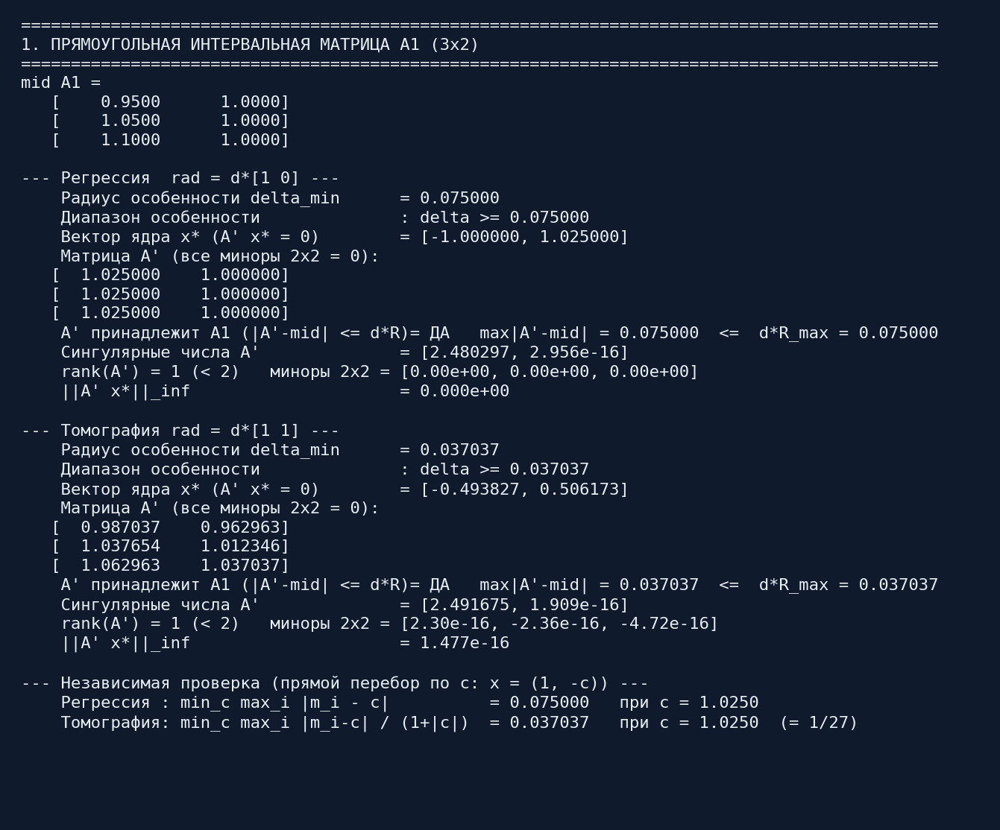 ============================================================================================
1. ПРЯМОУГОЛЬНАЯ ИНТЕРВАЛЬНАЯ МАТРИЦА A1 (3x2)
============================================================================================
mid A1 =
   [    0.9500      1.0000]
   [    1.0500      1.0000]
   [    1.1000      1.0000]
--- Регрессия  rad = d*[1 0] ---
    Радиус особенности delta_min      = 0.075000
    Диапазон особенности              : delta >= 0.075000
    Вектор ядра x* (A' x* = 0)        = [-1.000000, 1.025000]
    Матрица A' (все миноры 2x2 = 0):
   [  1.025000    1.000000]
   [  1.025000    1.000000]
   [  1.025000    1.000000]
    A' принадлежит A1 (|A'-mid| <= d*R)= ДА   max|A'-mid| = 0.075000  <=  d*R_max = 0.075000
    Сингулярные числа A'              = [2.480297, 2.956e-16]
    rank(A') = 1 (< 2)   миноры 2x2 = [0.00e+00, 0.00e+00, 0.00e+00]
    ||A' x*||_inf                     = 0.000e+00
--- Томография rad = d*[1 1] ---
    Радиус особенности delta_min      = 0.037037
    Диапазон особенности              : delta >= 0.037037
    Вектор ядра x* (A' x* = 0)        = [-0.493827, 0.506173]
    Матрица A' (все миноры 2x2 = 0):
   [  0.987037    0.962963]
   [  1.037654    1.012346]
   [  1.062963    1.037037]
    A' принадлежит A1 (|A'-mid| <= d*R)= ДА   max|A'-mid| = 0.037037  <=  d*R_max = 0.037037
    Сингулярные числа A'              = [2.491675, 1.909e-16]
    rank(A') = 1 (< 2)   миноры 2x2 = [2.30e-16, -2.36e-16, -4.72e-16]
    ||A' x*||_inf                     = 1.477e-16
--- Независимая проверка (прямой перебор по c: x = (1, -c)) ---
    Регрессия : min_c max_i |m_i - c|          = 0.075000   при c = 1.0250
    Томография: min_c max_i |m_i-c| / (1+|c|)  = 0.037037   при c = 1.0250  (= 1/27)